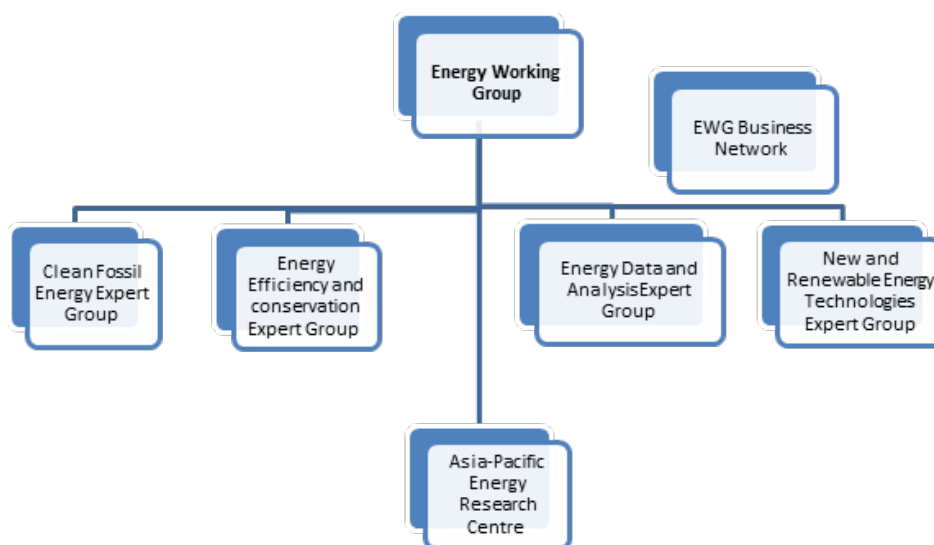 Energy Working
Group
EWG Business
Network
Clean Fossil
Energy Expert
Group
Energy
Efficiency and
conservation
Expert Group
Energy Data and
AnalysisExpert
Group
New and
Renewable Energy
Technologies
Expert Group
Asia-Pacific
Energy
Research
Centre